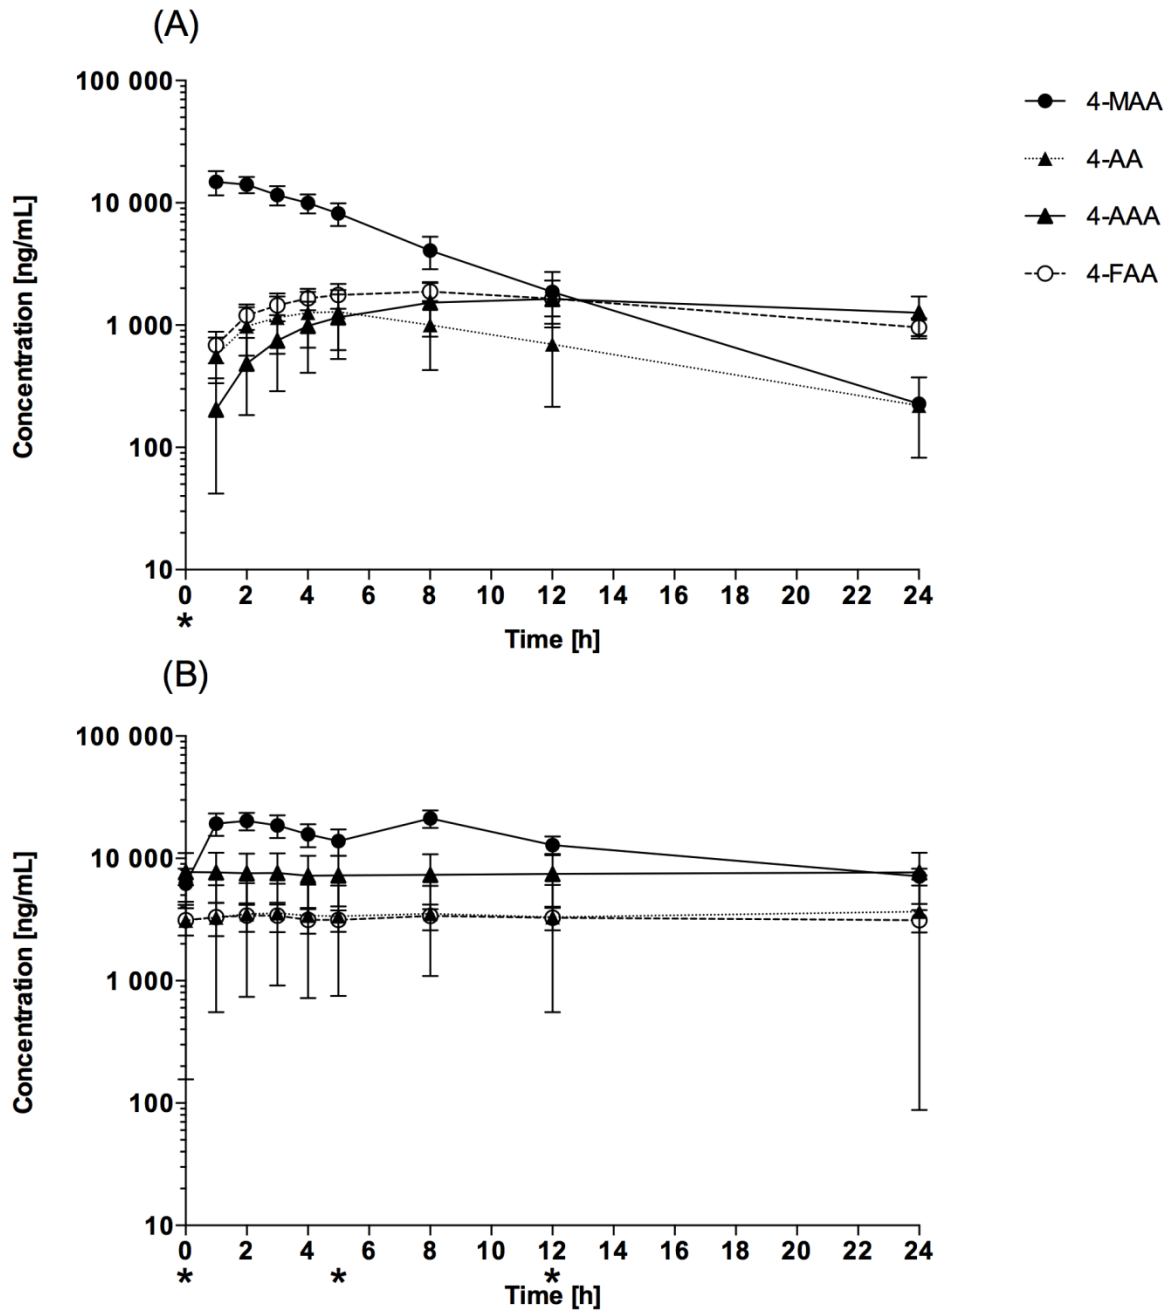 (A)
100 000
10 000
1 000
100
10
Concentration [ng/mL]
0 2 4 6 8 10 12 14 16 18 20 22 24
*
Time [h]
4-MAA
4-AA
4-AAA
4-FAA
(B)
100 000
10 000
1 000
100
10
Concentration [ng/mL]
0 2 4 6 8 10 12 14 16 18 20 22 24
* * *
Time [h]